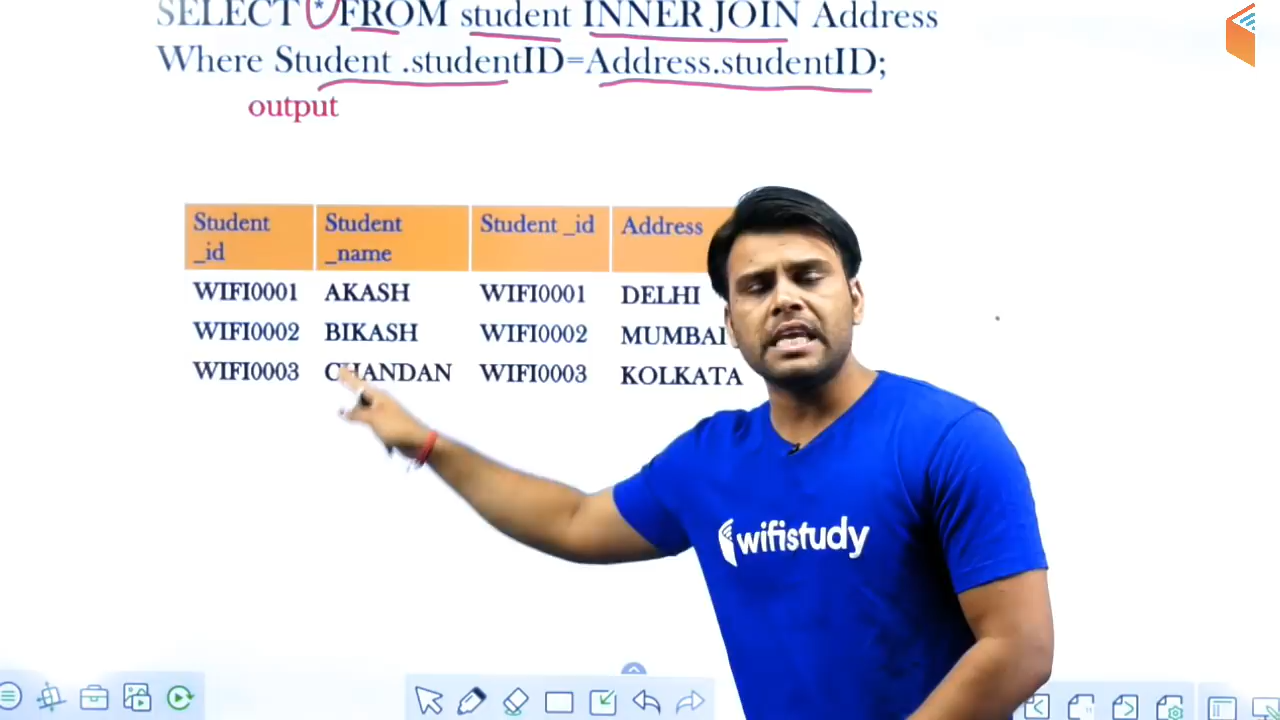 SELECT * FROM student INNER JOIN Address
Where Student .studentID=Address.studentID;
output
Student _id Student _name Student _id Address
WIFI0001 AKASH WIFI0001 DELHI
WIFI0002 BIKASH WIFI0002 MUMBAI
WIFI0003 CHANDAN WIFI0003 KOLKATA
wifistudy